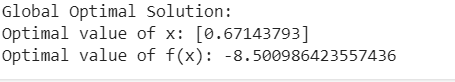 Global Optimal Solution:
Optimal value of x: [0.67143793]
Optimal value of f(x): -8.500986423557436